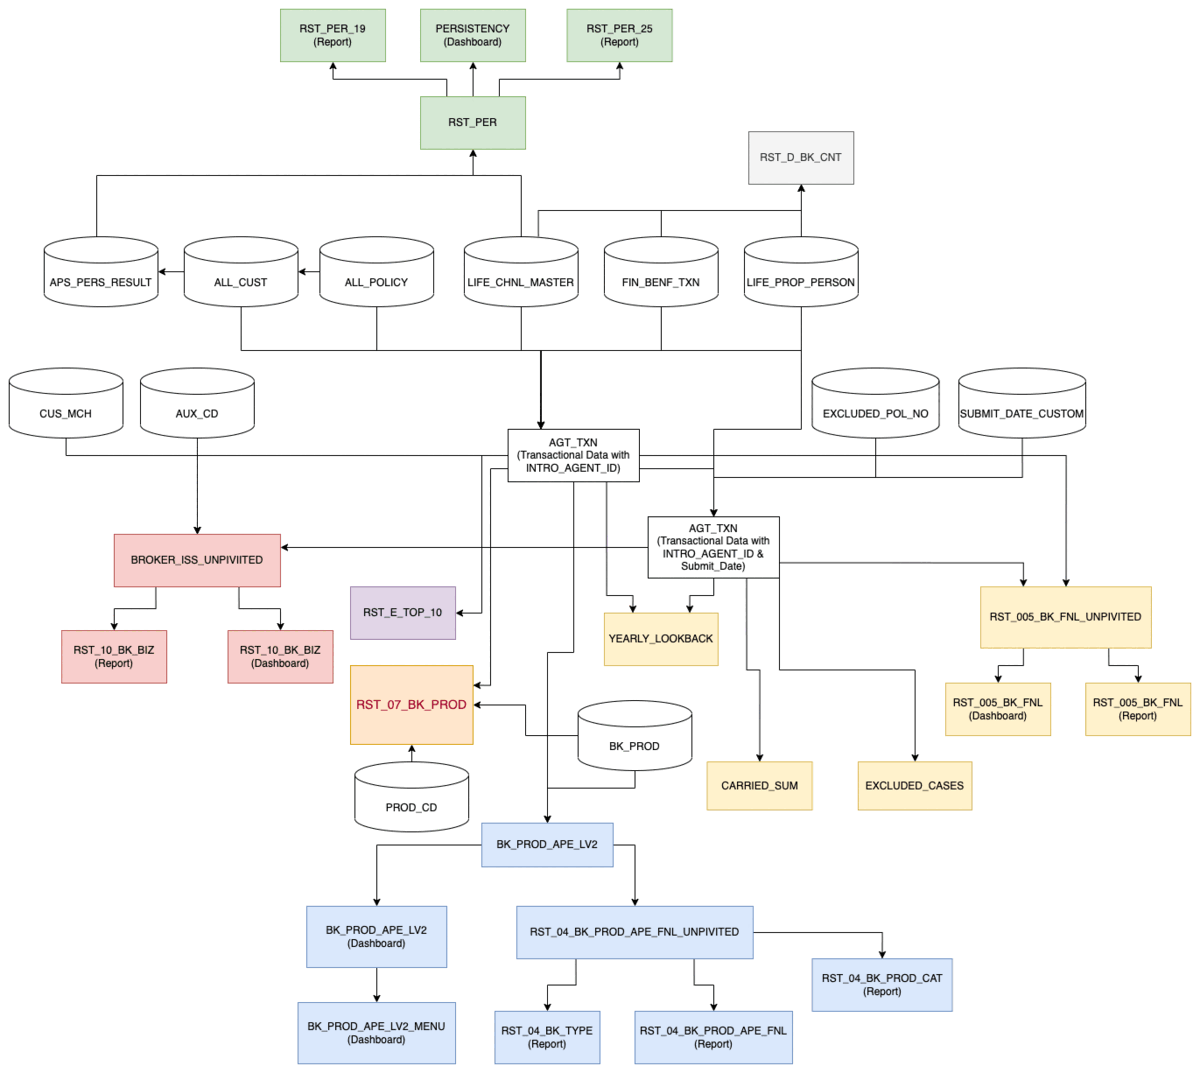 RST_PER_19
(Report)
PERSISTENCY
(Dashboard)
RST_PER_25
(Report)
RST_PER
RST_D_BK_CNT
APS_PERS_RESULT
ALL_CUST
ALL_POLICY
LIFE_CHNL_MASTER
FIN_BENF_TXN
LIFE_PROP_PERSON
CUS_MCH
AUX_CD
EXCLUDED_POL_NO
SUBMIT_DATE_CUSTOM
AGT_TXN
(Transactional Data with
INTRO_AGENT_ID)
AGT_TXN
(Transactional Data with
INTRO_AGENT_ID &
Submit_Date)
BROKER_ISS_UNPIVIITED
RST_E_TOP_10
YEARLY_LOOKBACK
RST_005_BK_FNL_UNPIVITED
RST_10_BK_BIZ
(Report)
RST_10_BK_BIZ
(Dashboard)
RST_07_BK_PROD
RST_005_BK_FNL
(Dashboard)
RST_005_BK_FNL
(Report)
BK_PROD
PROD_CD
CARRIED_SUM
EXCLUDED_CASES
BK_PROD_APE_LV2
BK_PROD_APE_LV2
(Dashboard)
RST_04_BK_PROD_APE_FNL_UNPIVITED
RST_04_BK_PROD_CAT
(Report)
BK_PROD_APE_LV2_MENU
(Dashboard)
RST_04_BK_TYPE
(Report)
RST_04_BK_PROD_APE_FNL
(Report)